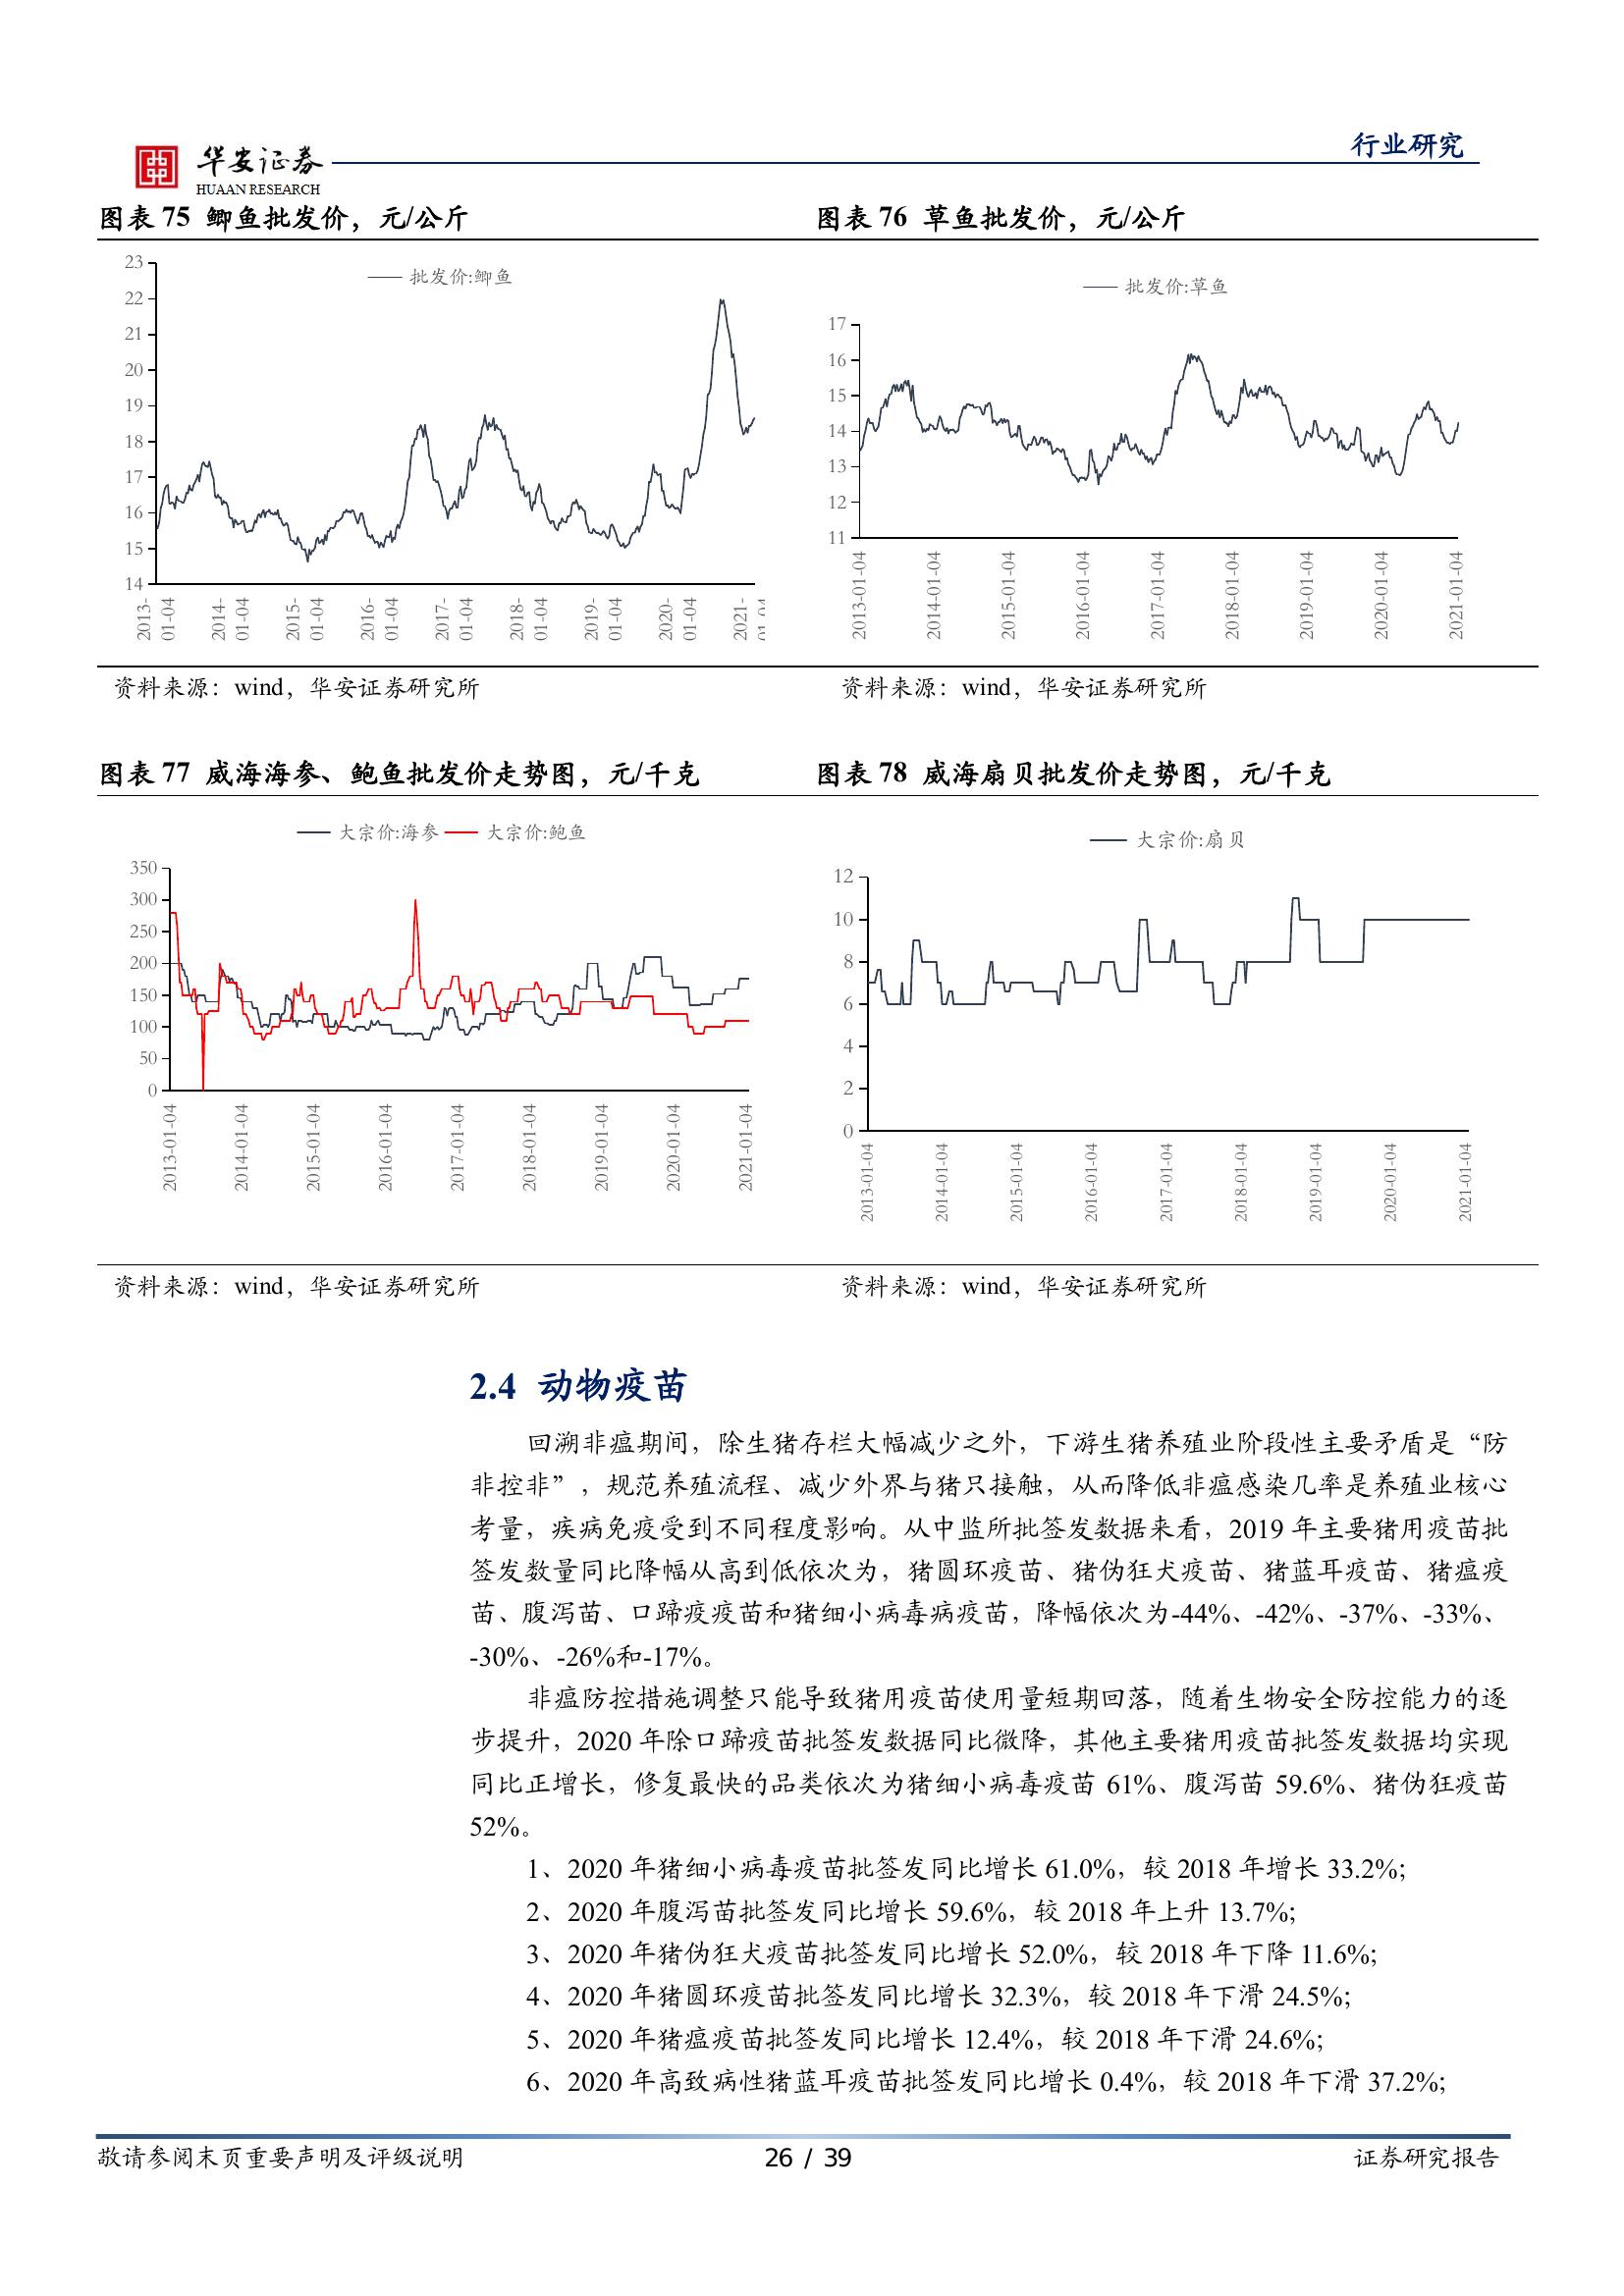 行业研究
华安证券
HUAAN RESEARCH
图表 75 鲫鱼批发价，元/公斤
批发价:鲫鱼
23
22
21
20
19
18
17
16
15
14
2013-01-04
2014-01-04
2015-01-04
2016-01-04
2017-01-04
2018-01-04
2019-01-04
2020-01-04
2021-01-04
资料来源：wind，华安证券研究所
图表 76 草鱼批发价，元/公斤
批发价:草鱼
17
16
15
14
13
12
11
2013-01-04
2014-01-04
2015-01-04
2016-01-04
2017-01-04
2018-01-04
2019-01-04
2020-01-04
2021-01-04
资料来源：wind，华安证券研究所
图表 77 威海海参、鲍鱼批发价走势图，元/千克
大宗价:海参
大宗价:鲍鱼
350
300
250
200
150
100
50
0
2013-01-04
2014-01-04
2015-01-04
2016-01-04
2017-01-04
2018-01-04
2019-01-04
2020-01-04
2021-01-04
资料来源：wind，华安证券研究所
图表 78 威海扇贝批发价走势图，元/千克
大宗价:扇贝
12
10
8
6
4
2
0
2013-01-04
2014-01-04
2015-01-04
2016-01-04
2017-01-04
2018-01-04
2019-01-04
2020-01-04
2021-01-04
资料来源：wind，华安证券研究所
2.4 动物疫苗
回溯非瘟期间，除生猪存栏大幅减少之外，下游生猪养殖业阶段性主要矛盾是“防
非控非”，规范养殖流程、减少外界与猪只接触，从而降低非瘟感染几率是养殖业核心
考量，疾病免疫受到不同程度影响。从中监所批签发数据来看，2019 年主要猪用疫苗批
签发数量同比降幅从高到低依次为，猪圆环疫苗、猪伪狂犬疫苗、猪蓝耳疫苗、猪瘟疫
苗、腹泻苗、口蹄疫疫苗和猪细小病毒病疫苗，降幅依次为-44%、-42%、-37%、-33%、
-30%、-26%和-17%。
非瘟防控措施调整只能导致猪用疫苗使用量短期回落，随着生物安全防控能力的逐
步提升，2020 年除口蹄疫苗批签发数据同比微降，其他主要猪用疫苗批签发数据均实现
同比正增长，修复最快的品类依次为猪细小病毒疫苗 61%、腹泻苗 59.6%、猪伪狂疫苗
52%。
1、2020 年猪细小病毒疫苗批签发同比增长 61.0%，较 2018 年增长 33.2%;
2、2020 年腹泻苗批签发同比增长 59.6%，较 2018 年上升 13.7%;
3、2020 年猪伪狂犬疫苗批签发同比增长 52.0%，较 2018 年下降 11.6%;
4、2020 年猪圆环疫苗批签发同比增长 32.3%，较 2018 年下滑 24.5%;
5、2020 年猪瘟疫苗批签发同比增长 12.4%，较 2018 年下滑 24.6%;
6、2020 年高致病性猪蓝耳疫苗批签发同比增长 0.4%，较 2018 年下滑 37.2%;
敬请参阅末页重要声明及评级说明
26 / 39
证券研究报告